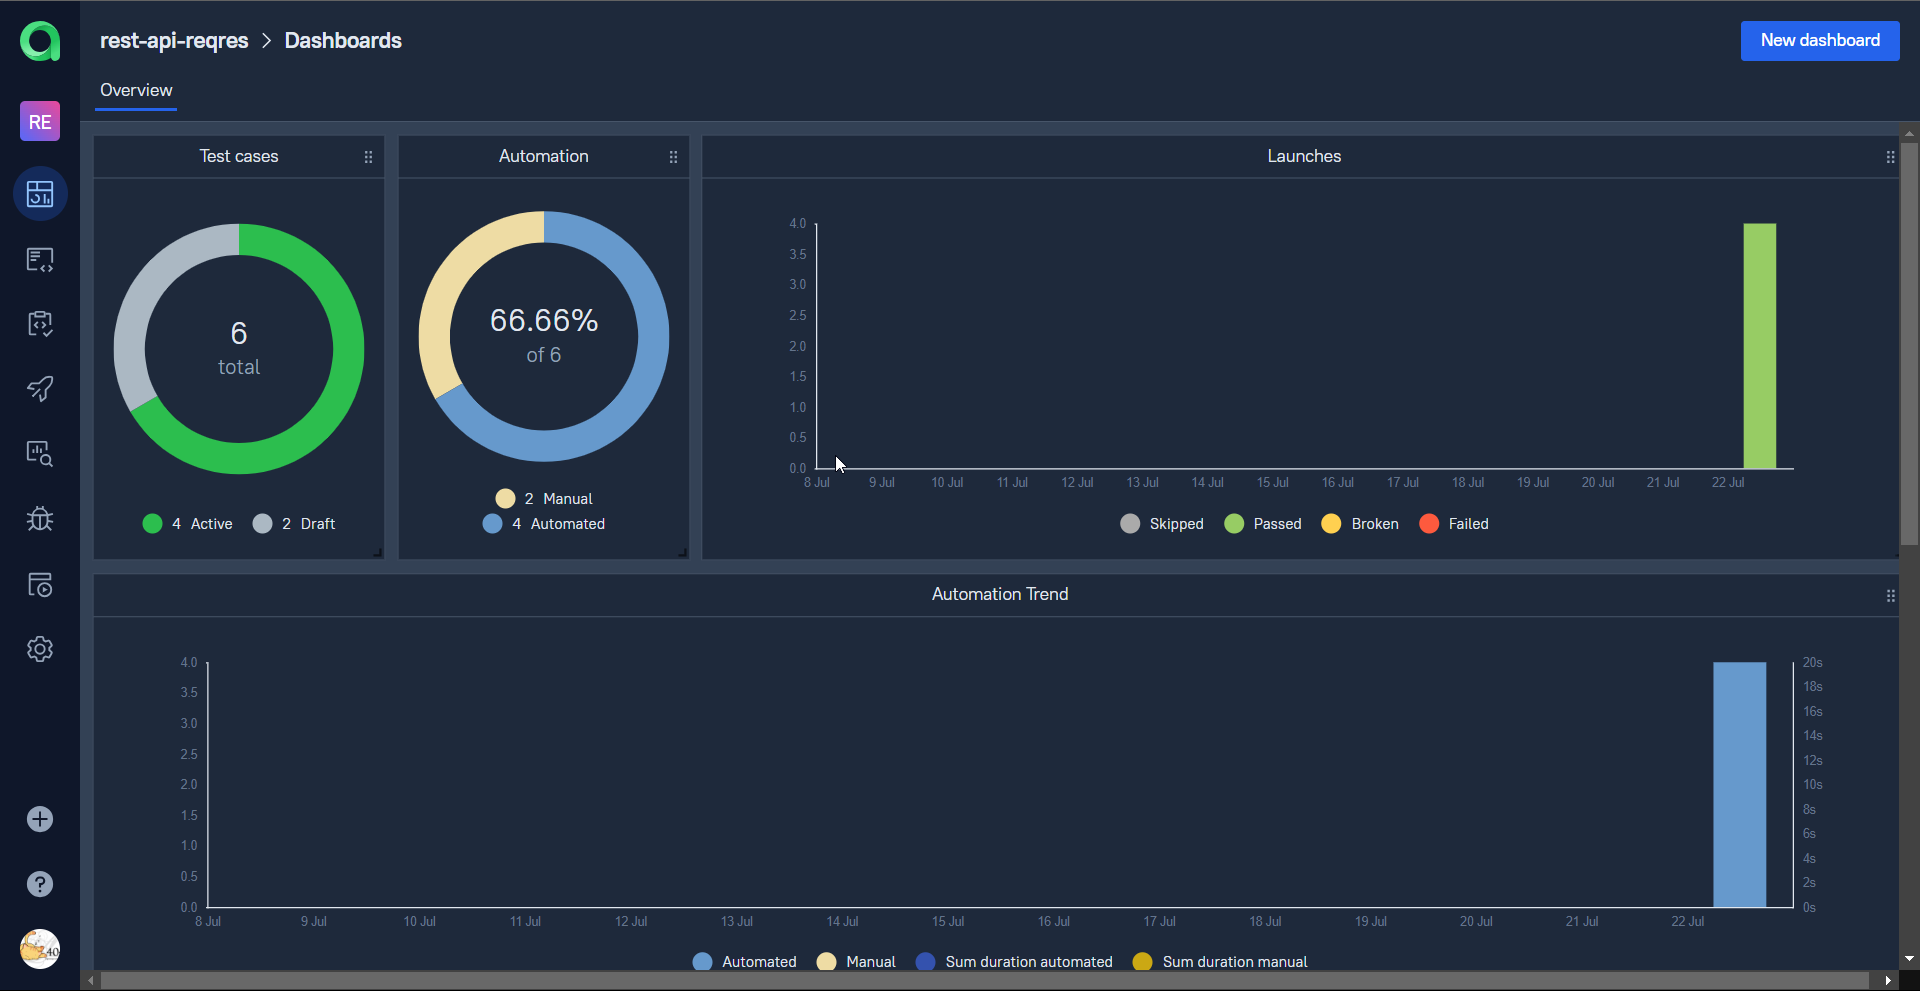 rest-api-reqres > Dashboards
New dashboard
Overview
RE
Test cases
6
total
4 Active 2 Draft
Automation
66.66%
of 6
2 Manual
4 Automated
Launches
4.0
3.5
3.0
2.5
2.0
1.5
1.0
0.5
0.0
8 Jul 9 Jul 10 Jul 11 Jul 12 Jul 13 Jul 14 Jul 15 Jul 16 Jul 17 Jul 18 Jul 19 Jul 20 Jul 21 Jul 22 Jul
Skipped Passed Broken Failed
Automation Trend
4.0
3.5
3.0
2.5
2.0
1.5
1.0
0.5
0.0
20s
18s
16s
14s
12s
10s
8s
6s
4s
2s
0s
8 Jul 9 Jul 10 Jul 11 Jul 12 Jul 13 Jul 14 Jul 15 Jul 16 Jul 17 Jul 18 Jul 19 Jul 20 Jul 21 Jul 22 Jul
Automated Manual Sum duration automated Sum duration manual
?